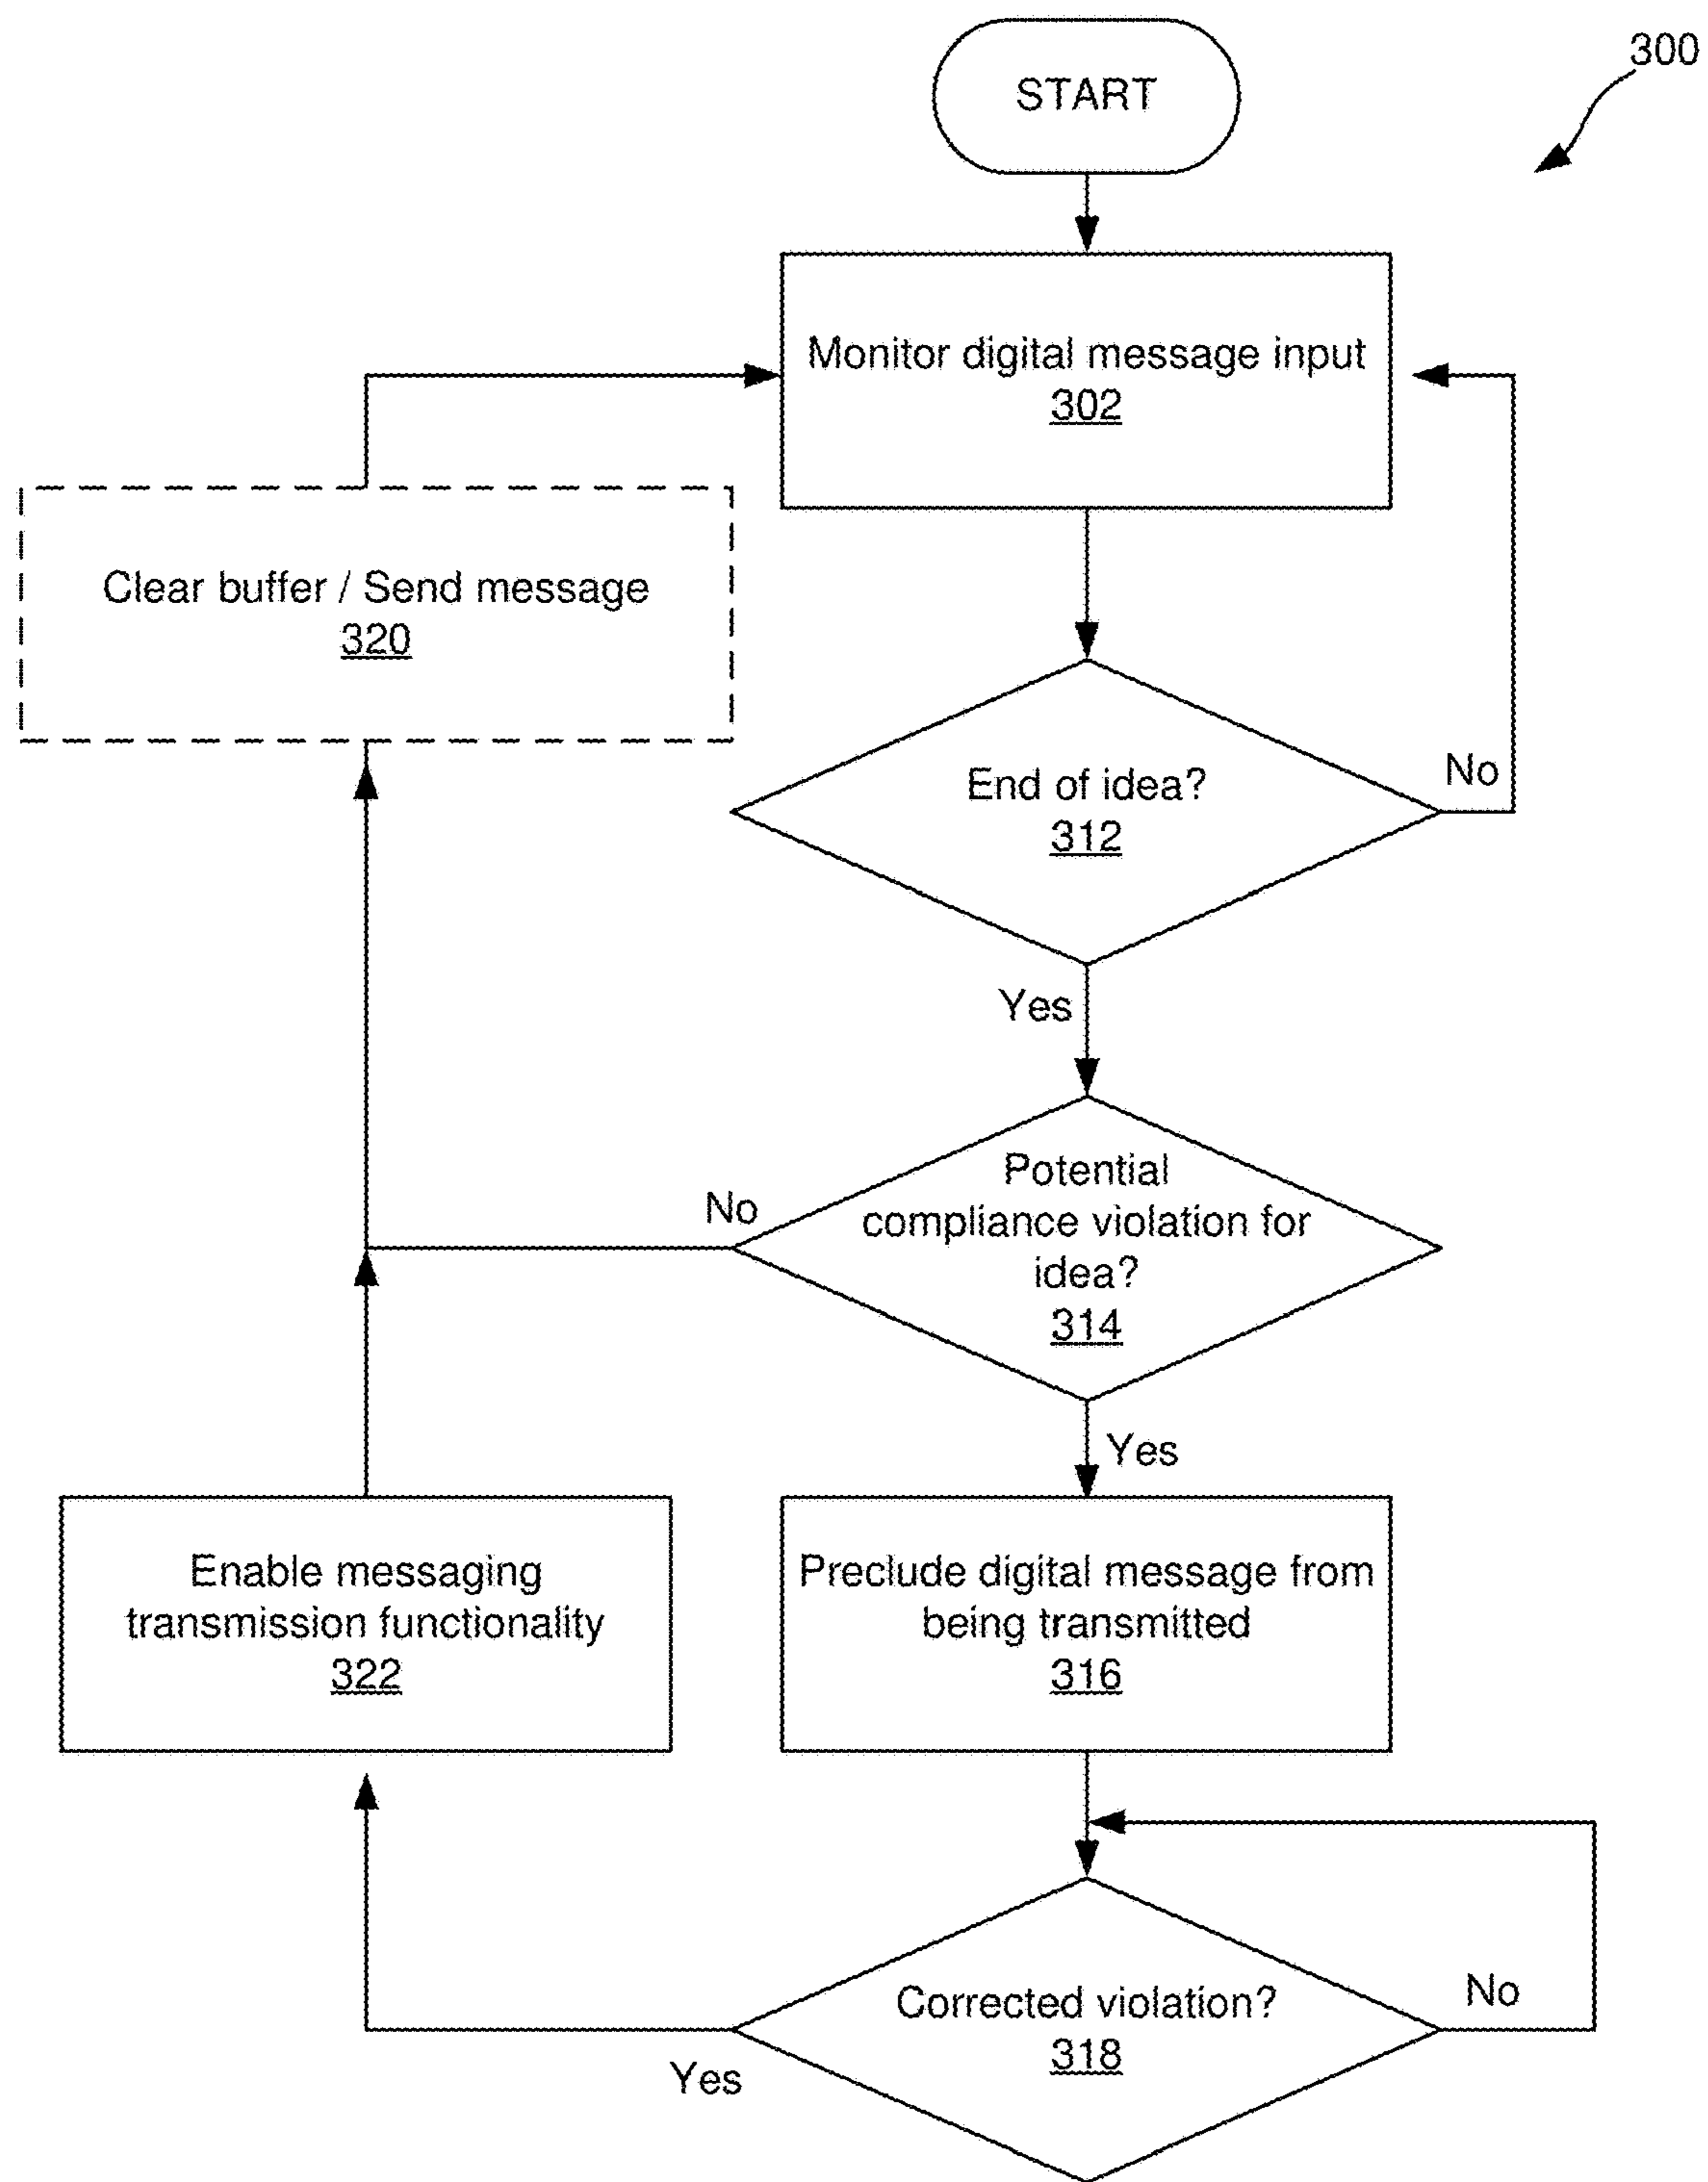 START
300
Monitor digital message input
302
Clear buffer / Send message
320
End of idea?
312
No
Yes
Potential
compliance violation for
idea?
314
No
Yes
Enable messaging
transmission functionality
322
Preclude digital message from
being transmitted
316
Corrected violation?
318
No
Yes